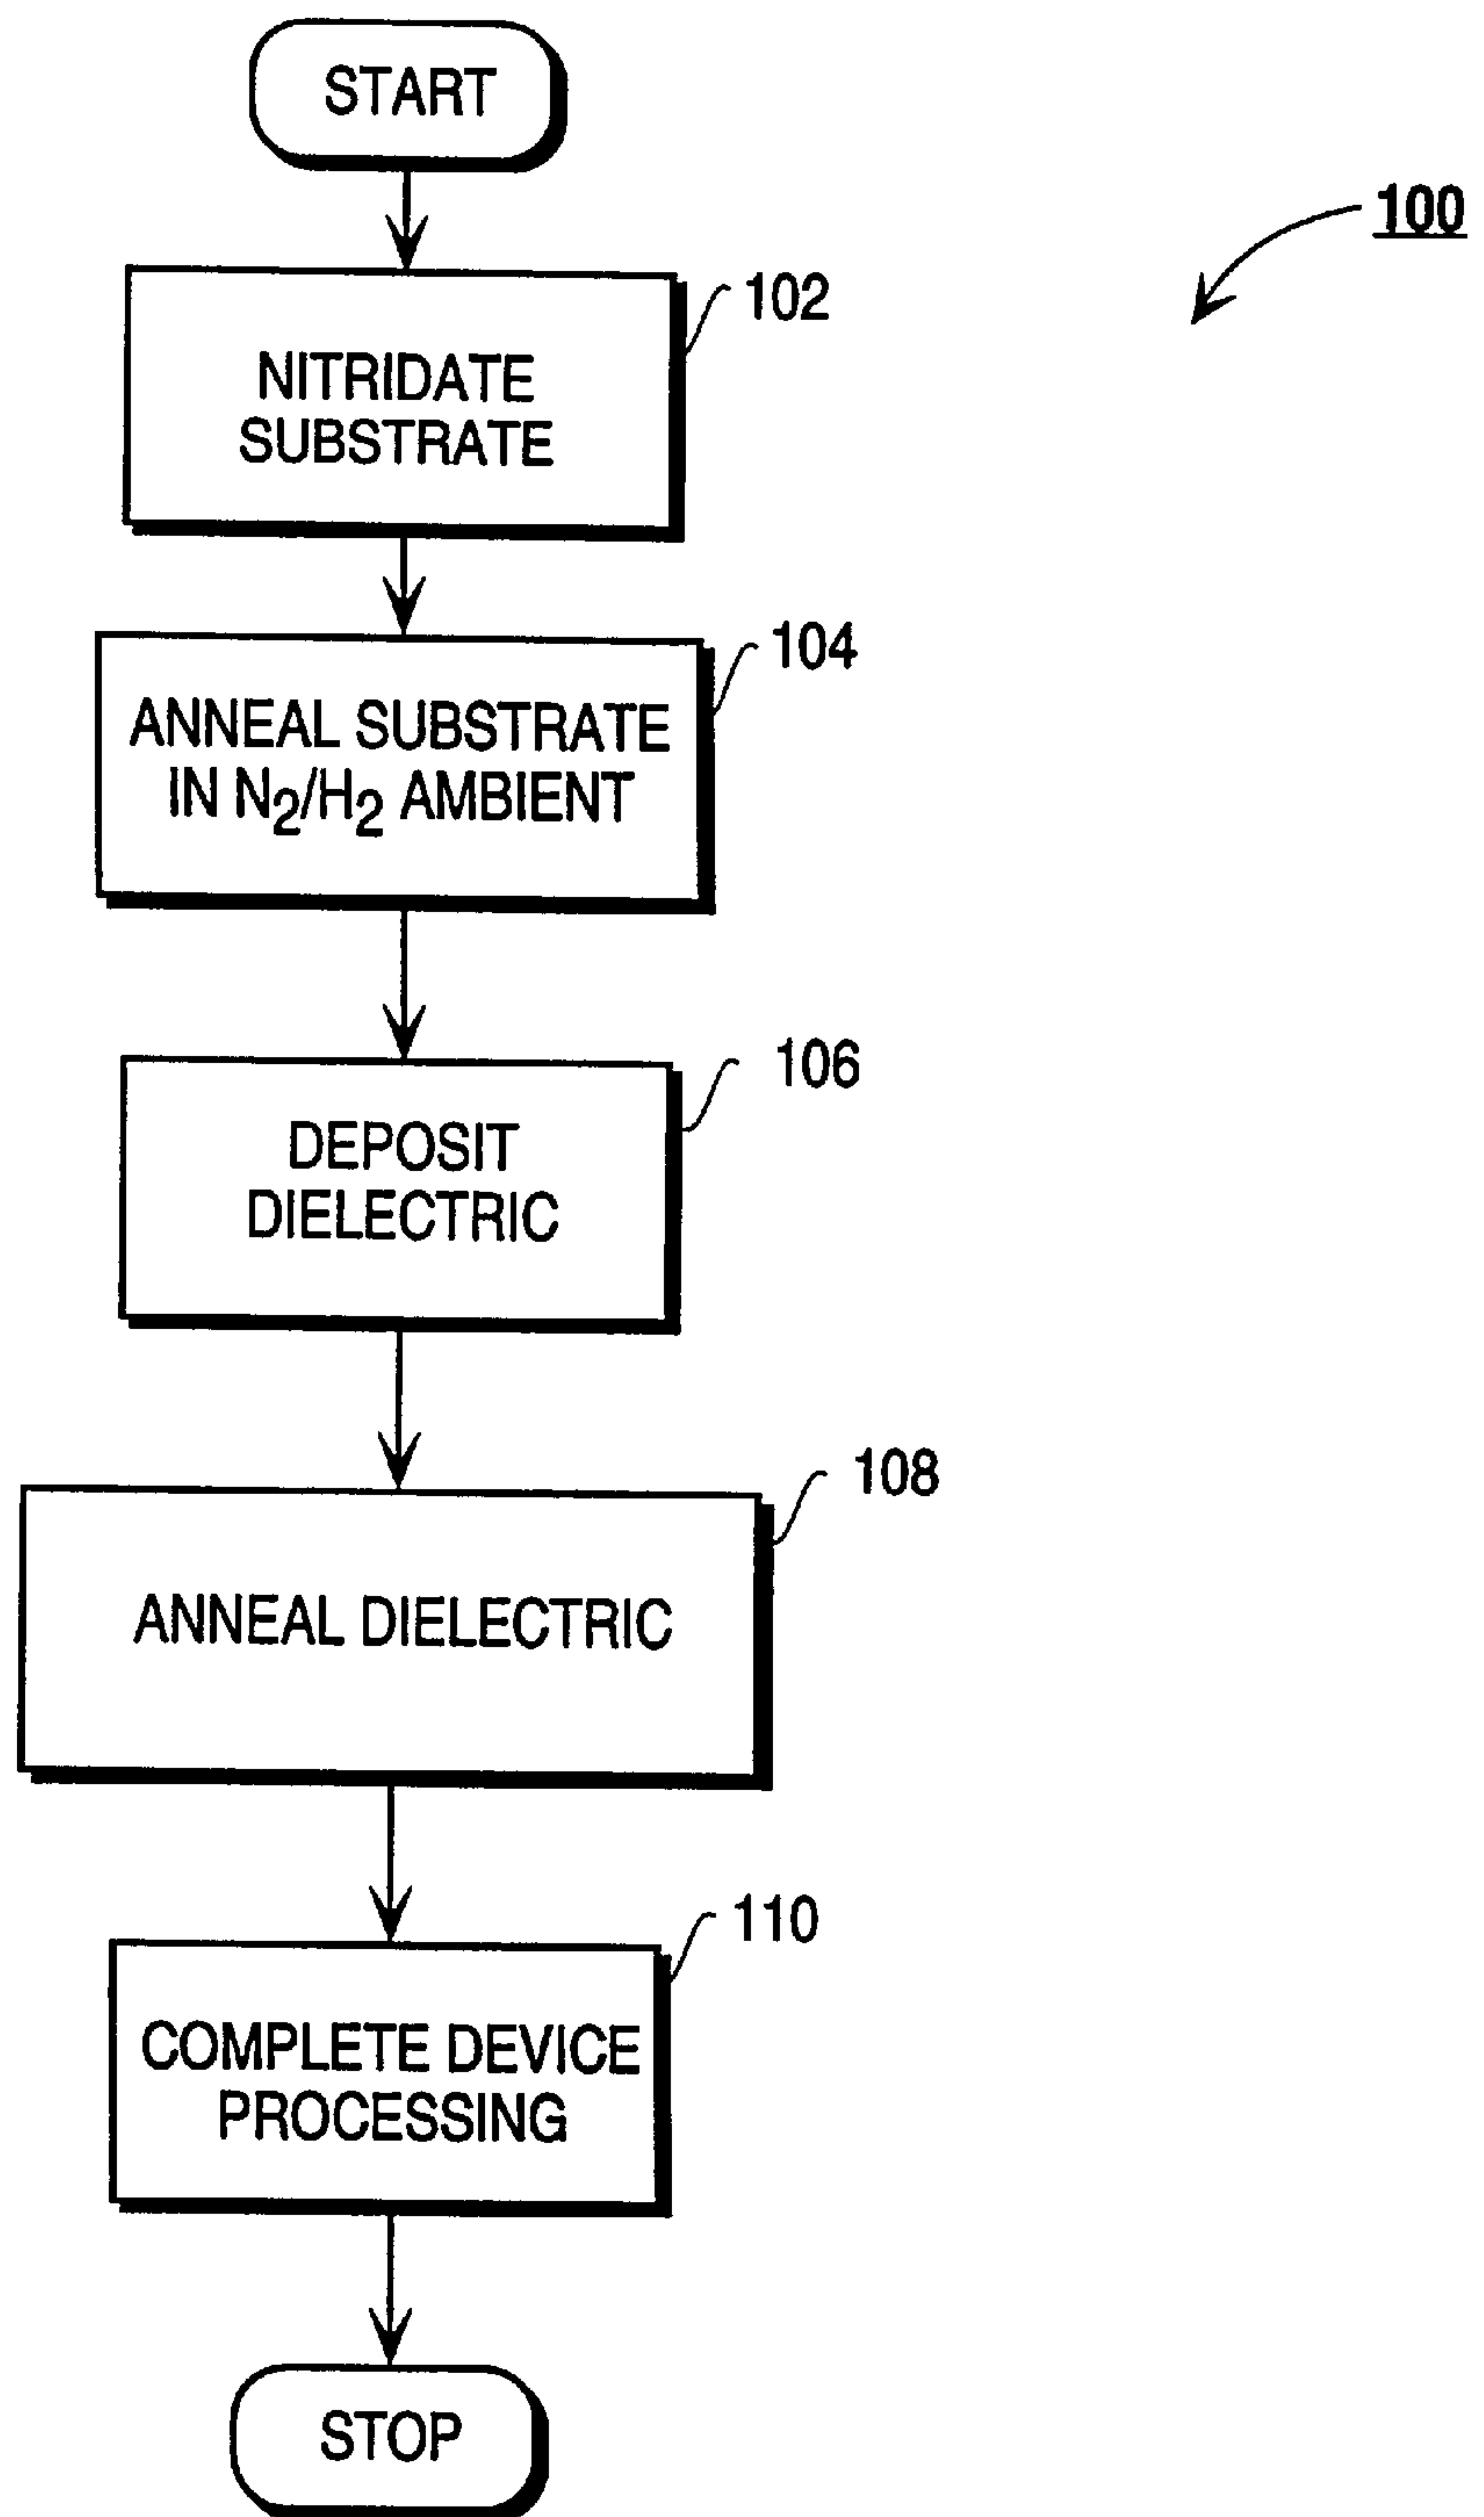 START
100
102
NITRIDATE
SUBSTRATE
104
ANNEAL SUBSTRATE
IN N2/H2 AMBIENT
106
DEPOSIT
DIELECTRIC
108
ANNEAL DIELECTRIC
110
COMPLETE DEVICE
PROCESSING
STOP